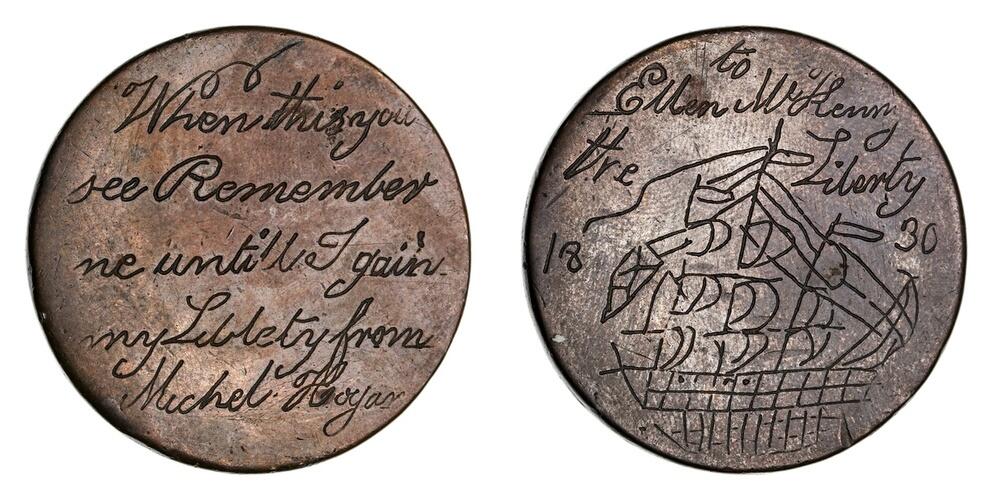 When this you
see Remember
me untill I gain
my Liblety from
Michel Hogan
to
Ellen McHenry
the Liberty
18 30